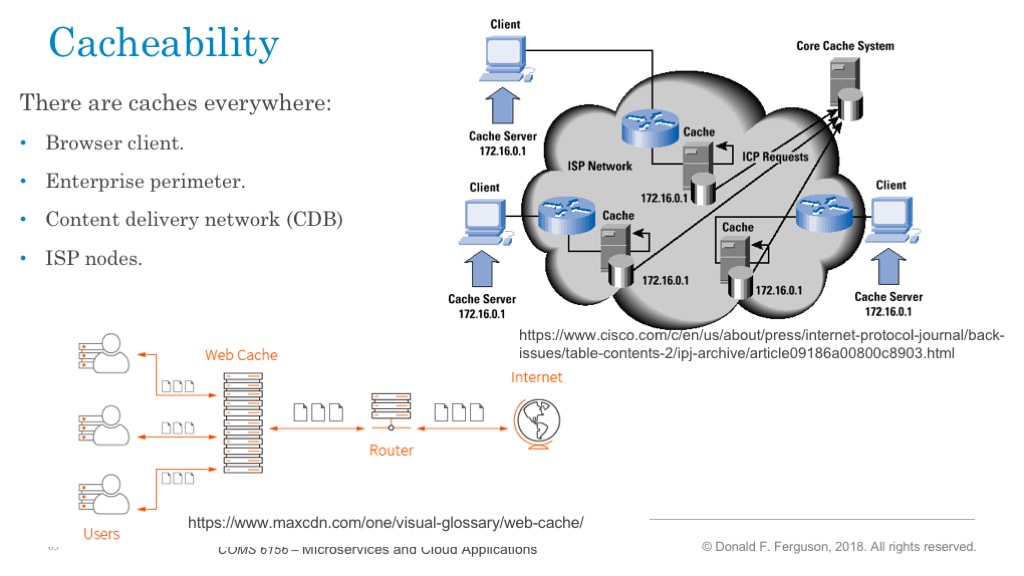 Cacheability
There are caches everywhere:
• Browser client.
• Enterprise perimeter.
• Content delivery network (CDB)
• ISP nodes.
Client
Core Cache System
Cache Server
172.16.0.1
Cache
ISP Network
ICP Requests
172.16.0.1
Client
Client
Cache
Cache
172.16.0.1
172.16.0.1
Cache Server
172.16.0.1
Cache Server
172.16.0.1
https://www.cisco.com/c/en/us/about/press/internet-protocol-journal/back-
issues/table-contents-2/ipj-archive/article09186a00800c8903.html
Web Cache
Internet
Router
Users
https://www.maxcdn.com/one/visual-glossary/web-cache/
COMS 6156 – Microservices and Cloud Applications
© Donald F. Ferguson, 2018. All rights reserved.